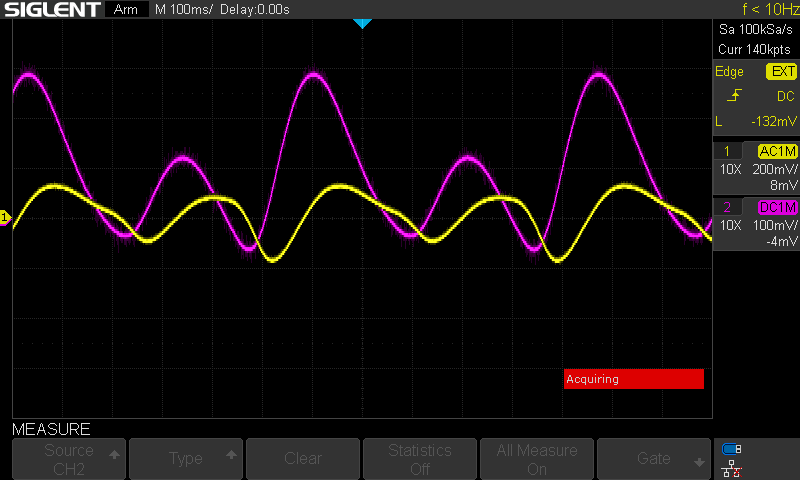 SIGLENT Arm M 100ms/ Delay:0.00s f < 10Hz
Sa 100kSa/s
Curr 140kpts
Edge EXT
DC
L -132mV
1 AC1M
10X 200mV/
8mV
2 DC1M
10X 100mV/
-4mV
1
Acquiring
MEASURE
Source
CH2
Type
Clear
Statistics
Off
All Measure
On
Gate